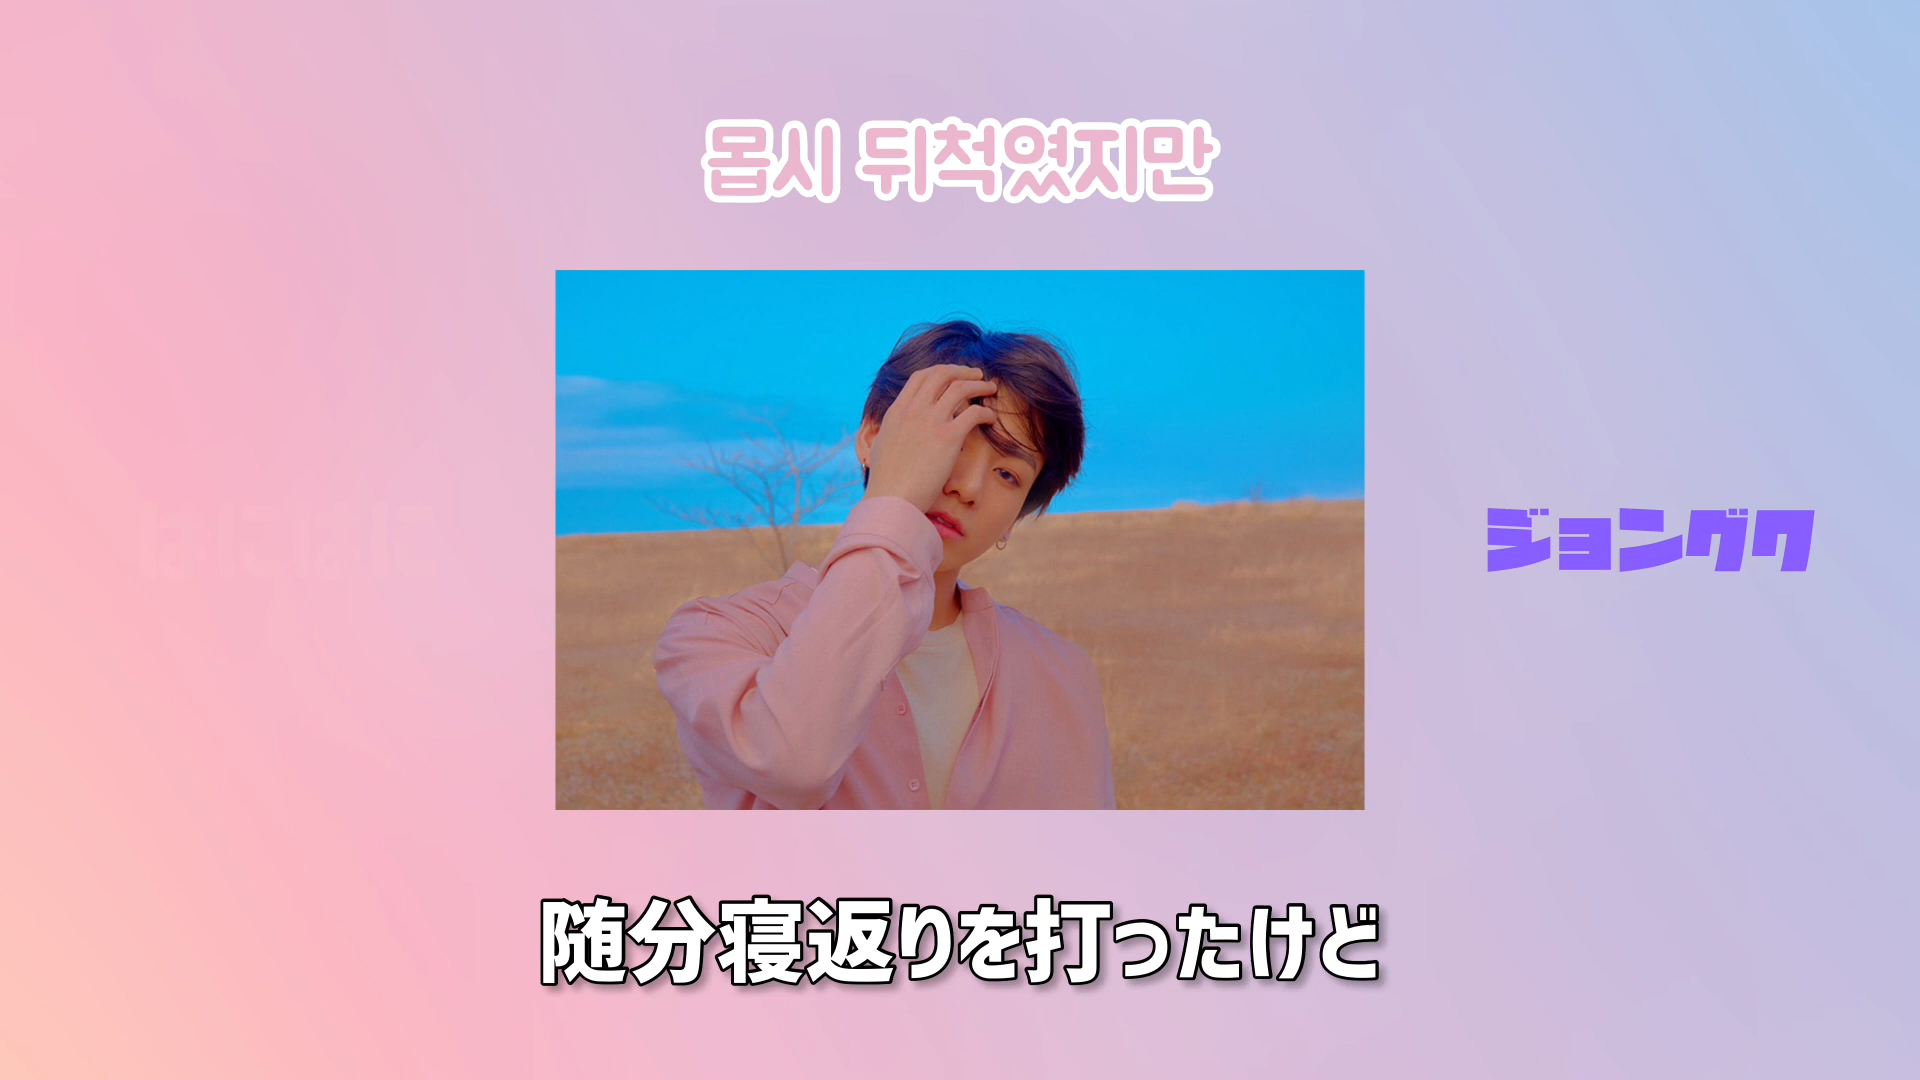 몹시 뒤척였지만
ジョングク
随分寝返りを打ったけど